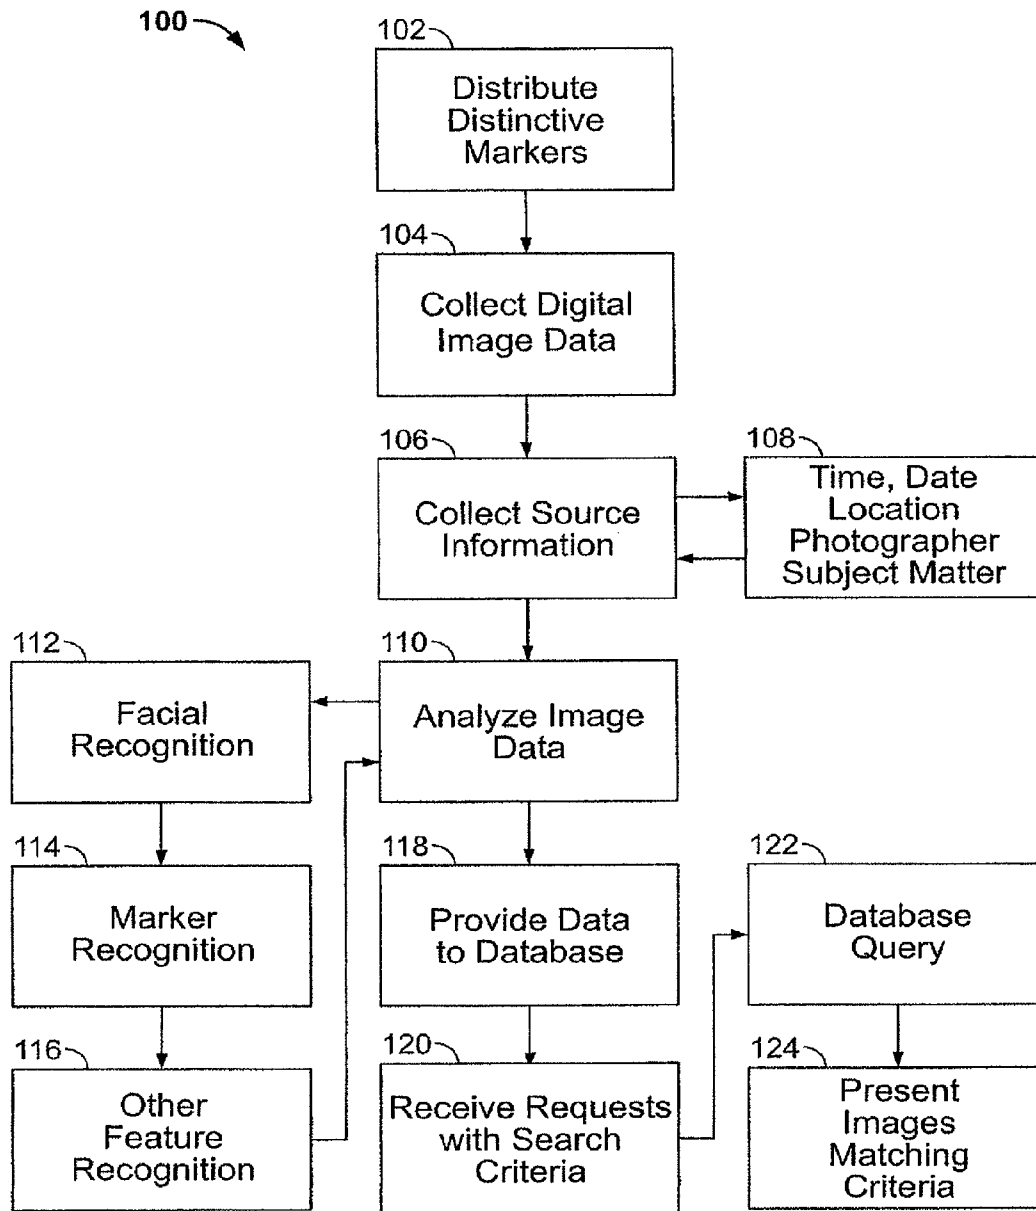 100
102
Distribute
Distinctive
Markers
104
Collect Digital
Image Data
106
Collect Source
Information
108
Time, Date
Location
Photographer
Subject Matter
112
Facial
Recognition
110
Analyze Image
Data
114
Marker
Recognition
118
Provide Data
to Database
122
Database
Query
116
Other
Feature
Recognition
120
Receive Requests
with Search
Criteria
124
Present
Images
Matching
Criteria